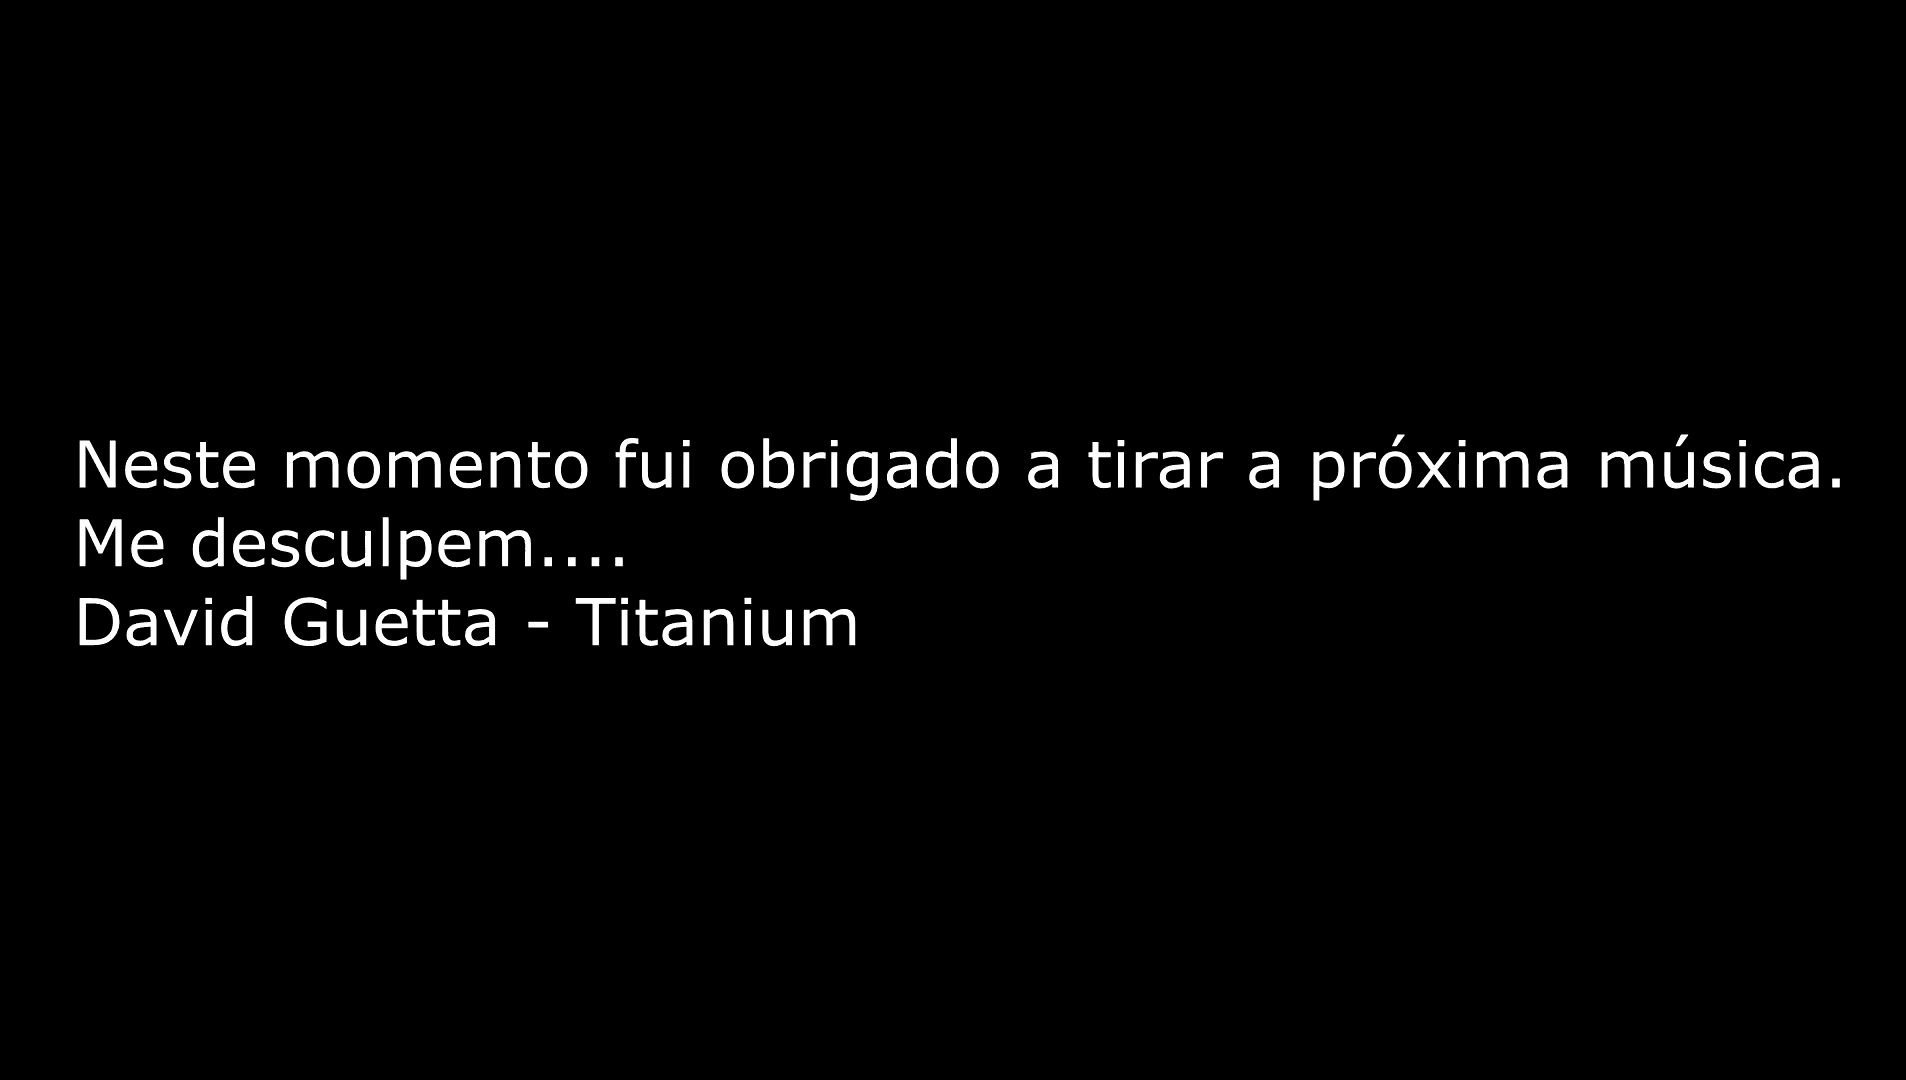 Neste momento fui obrigado a tirar a próxima música.
Me desculpem....
David Guetta - Titanium